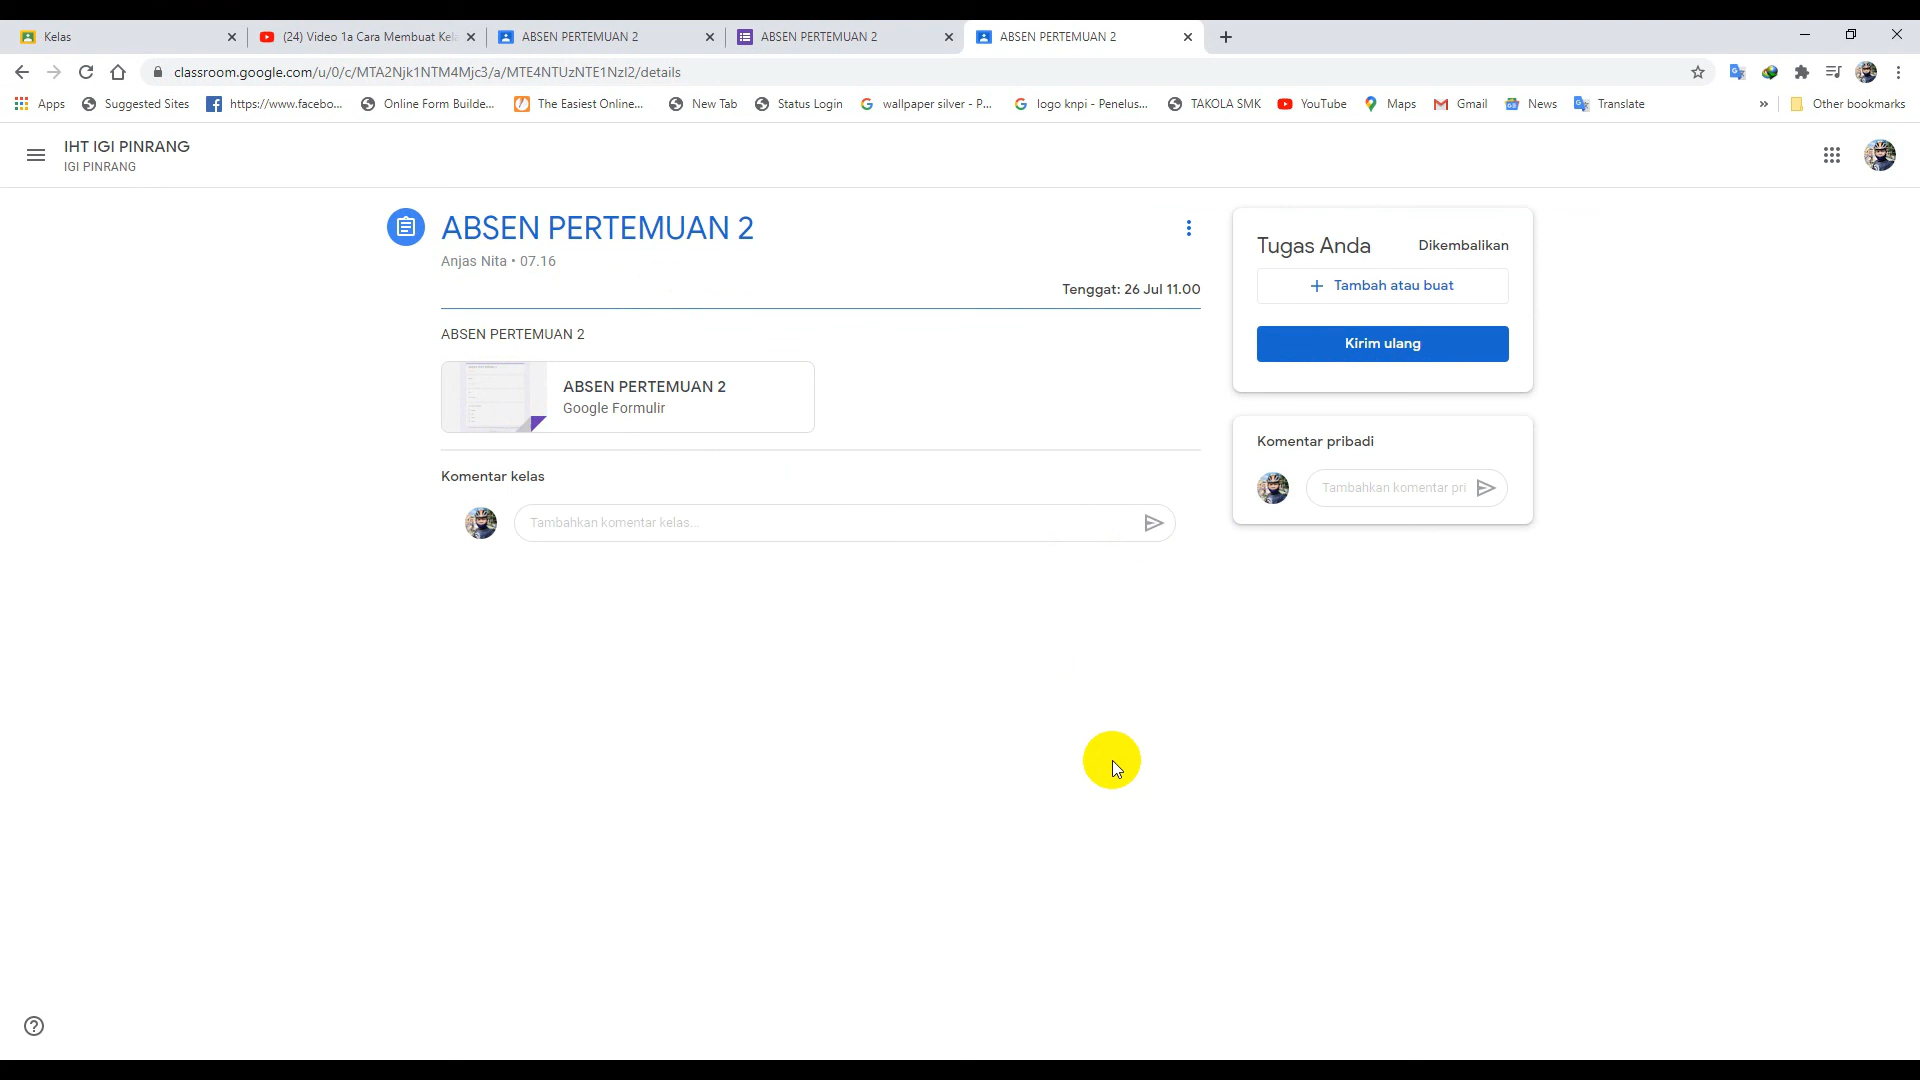 Kelas
(24) Video 1a Cara Membuat Kela
ABSEN PERTEMUAN 2
ABSEN PERTEMUAN 2
ABSEN PERTEMUAN 2
classroom.google.com/u/0/c/MTA2Njk1NTM4Mjc3/a/MTE4NTUzNTE1NzI2/details
Apps
Suggested Sites
https://www.facebo...
Online Form Builde...
The Easiest Online...
New Tab
Status Login
wallpaper silver - P...
logo knpi - Penelus...
TAKOLA SMK
YouTube
Maps
Gmail
News
Translate
»
Other bookmarks
IHT IGI PINRANG
IGI PINRANG
ABSEN PERTEMUAN 2
Anjas Nita • 07.16
Tenggat: 26 Jul 11.00
ABSEN PERTEMUAN 2
ABSEN PERTEMUAN 2
Google Formulir
Komentar kelas
Tambahkan komentar kelas...
Tugas Anda
Dikembalikan
+ Tambah atau buat
Kirim ulang
Komentar pribadi
Tambahkan komentar pri